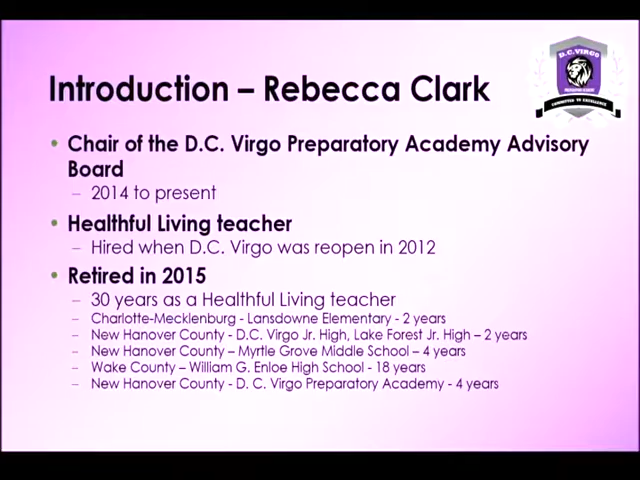 D.C. VIRGO
COMMITTED TO EXCELLENCE
Introduction – Rebecca Clark
• Chair of the D.C. Virgo Preparatory Academy Advisory
Board
– 2014 to present
• Healthful Living teacher
– Hired when D.C. Virgo was reopen in 2012
• Retired in 2015
– 30 years as a Healthful Living teacher
– Charlotte-Mecklenburg - Lansdowne Elementary - 2 years
– New Hanover County - D.C. Virgo Jr. High, Lake Forest Jr. High – 2 years
– New Hanover County – Myrtle Grove Middle School – 4 years
– Wake County – William G. Enloe High School - 18 years
– New Hanover County - D. C. Virgo Preparatory Academy - 4 years